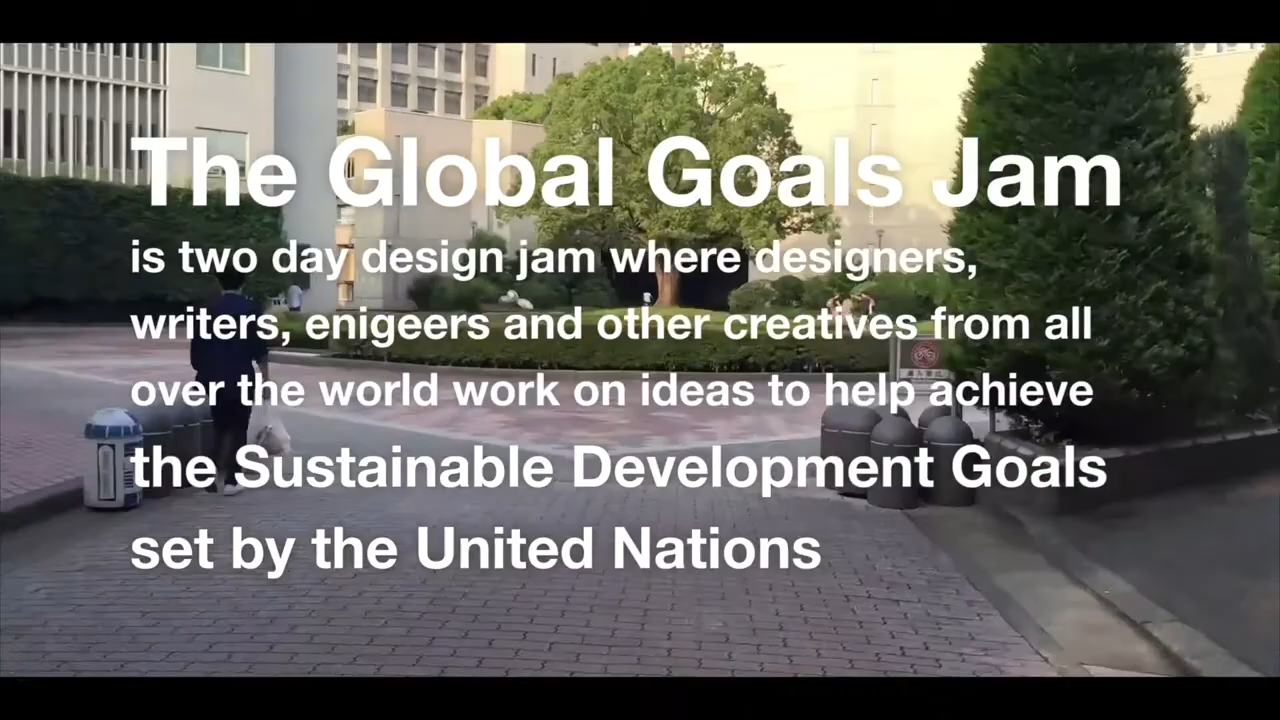 The Global Goals Jam
is two day design jam where designers,
writers, enigeers and other creatives from all
over the world work on ideas to help achieve
the Sustainable Development Goals
set by the United Nations